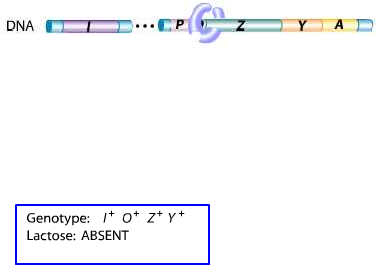 DNA I ... P Z Y A
Genotype: I+ O+ Z+ Y+
Lactose: ABSENT